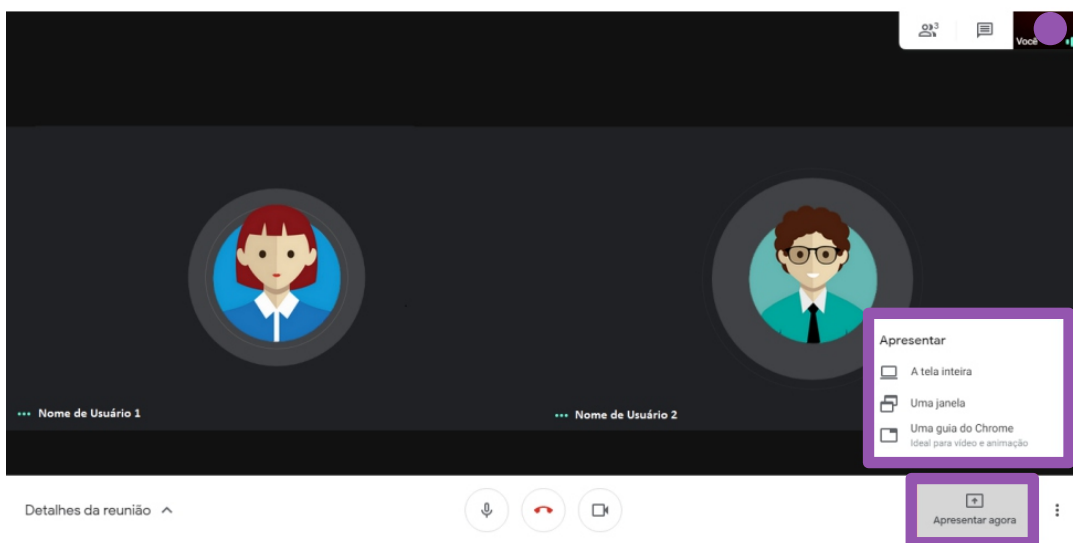 3
Você
Nome de Usuário 1
Nome de Usuário 2
Apresentar
A tela inteira
Uma janela
Uma guia do Chrome
Ideal para vídeo e animação
Detalhes da reunião
Apresentar agora